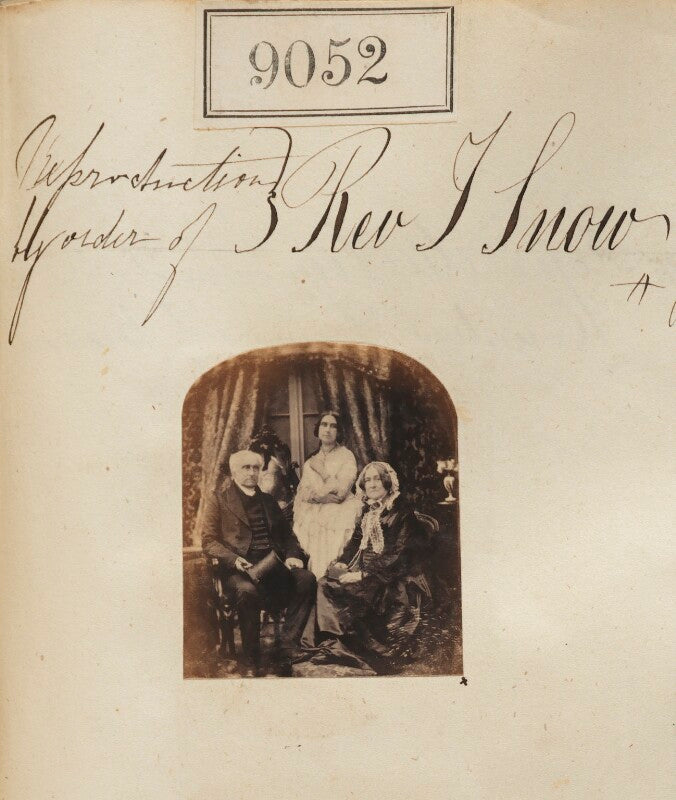 9052
Reproduction
By order of } Rev T Snow